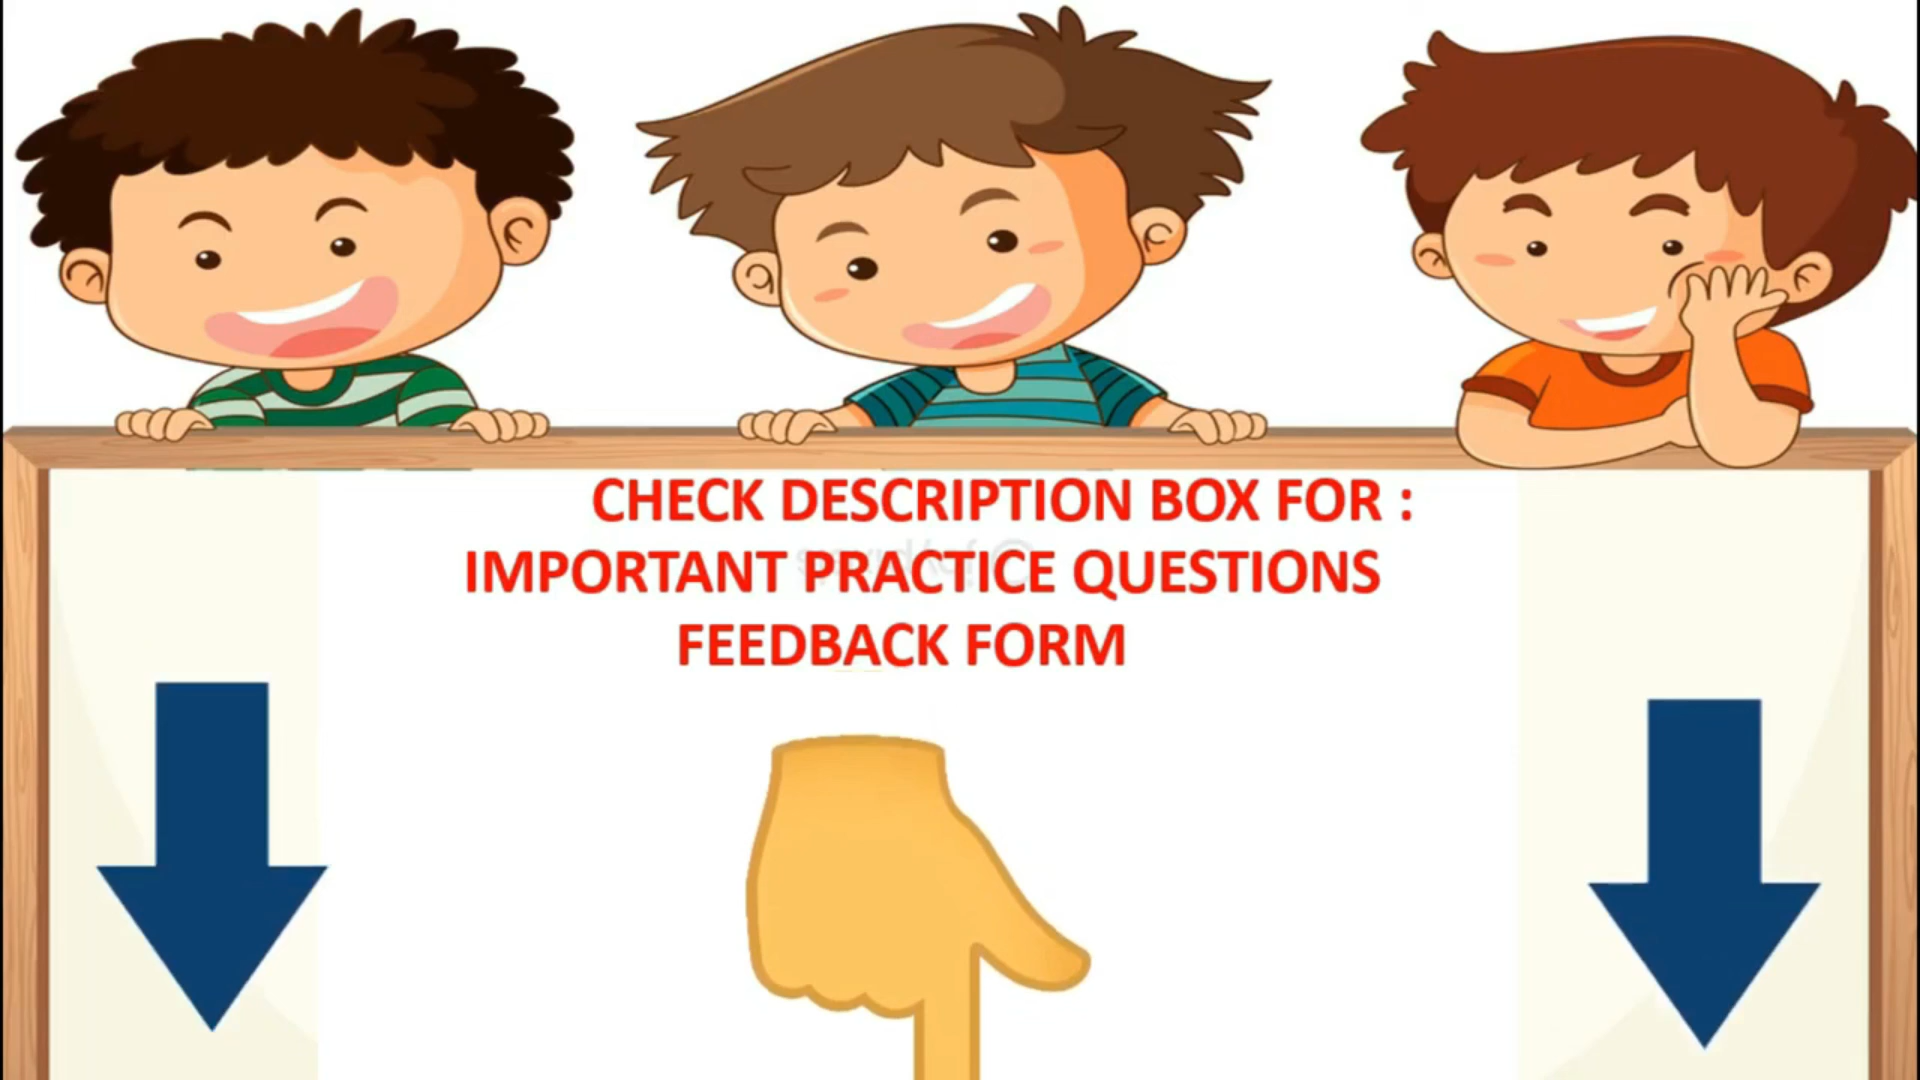 CHECK DESCRIPTION BOX FOR :
IMPORTANT PRACTICE QUESTIONS
FEEDBACK FORM